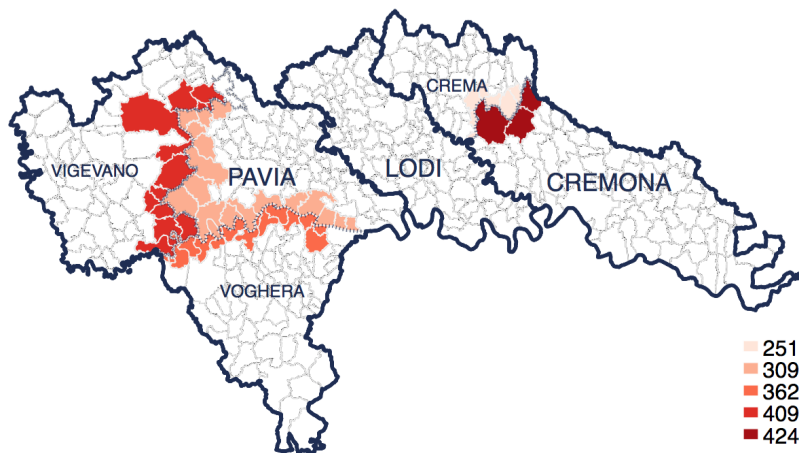 CREMA
VIGEVANO
PAVIA
LODI
CREMONA
VOGHERA
251
309
362
409
424